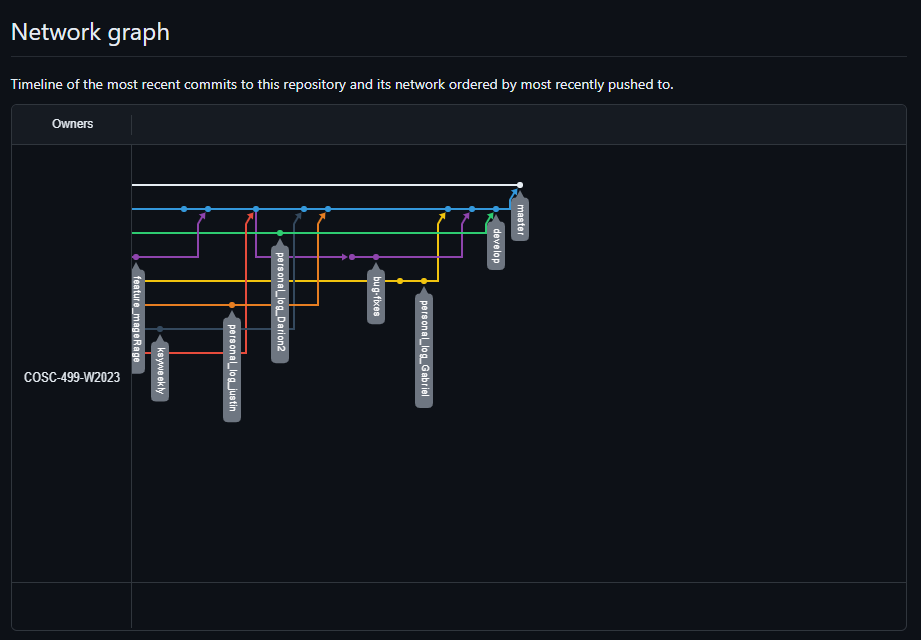 Network graph
Timeline of the most recent commits to this repository and its network ordered by most recently pushed to.
Owners
COSC-499-W2023
master
develop
personal_log_Darion2
feature_mageRage
bug-fixes
personal_log_Gabriel
personal_log_justin
ksyweekly